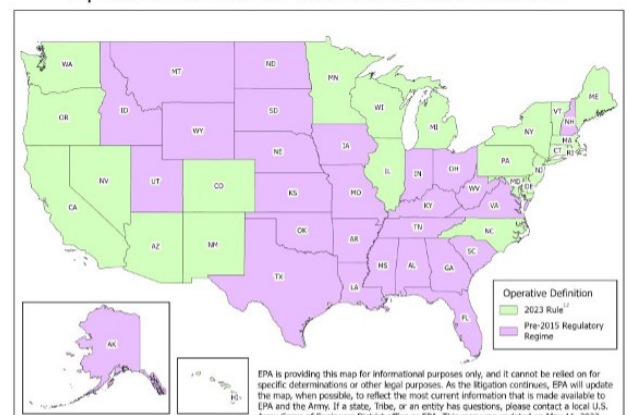 WA
MT
ND
MN
ME
OR
ID
SD
WI
VT
NH
WY
MI
NY
MA
CT
RI
NE
IA
PA
NJ
NV
UT
CO
IL
IN
OH
MD
DE
CA
KS
MO
WV
VA
KY
AZ
NM
OK
AR
TN
NC
SC
TX
MS
AL
GA
LA
FL
AK
HI
Operative Definition
2023 Rule
Pre-2015 Regulatory
Regime
EPA is providing this map for informational purposes only, and it cannot be relied on for
specific determinations or other legal purposes. As the litigation continues, EPA will update
the map, when possible, to reflect the most current information that is made available to
EPA and the Army. If a state, Tribe, or an entity has questions, please contact a local U.S.